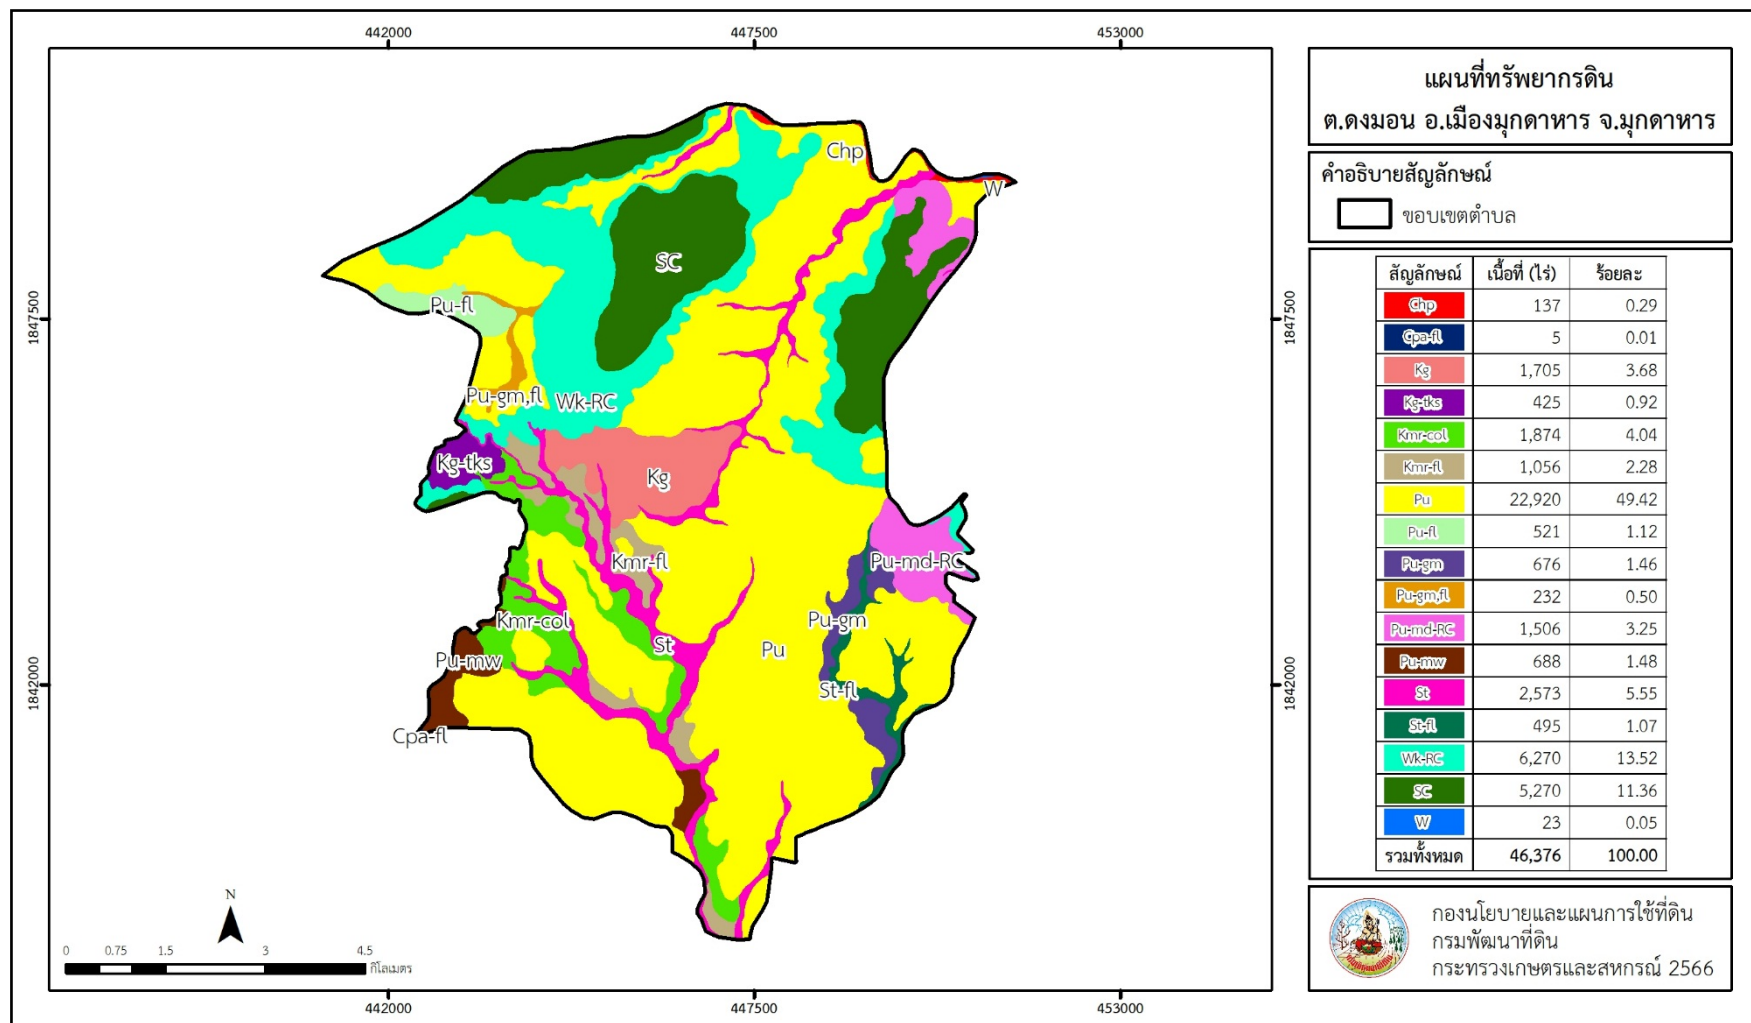 442000
447500
453000
1847500
1842000
1847500
1842000
442000
447500
453000
Chp
W
SC
Pu-fl
Pu-gm,fl
Wk-RC
Kg-tks
Kg
Kmr-fl
Pu-md-RC
Kmr-col
Pu-gm
St
Pu
Pu-mw
St-fl
Cpa-fl
N
0 0.75 1.5 3 4.5
กิโลเมตร
แผนที่ทรัพยากรดิน
ต.ดงมอน อ.เมืองมุกดาหาร จ.มุกดาหาร
คำอธิบายสัญลักษณ์
ขอบเขตตำบล
สัญลักษณ์ เนื้อที่ (ไร่) ร้อยละ
Chp 137 0.29
Cpa-fl 5 0.01
Kg 1,705 3.68
Kg-tks 425 0.92
Kmr-col 1,874 4.04
Kmr-fl 1,056 2.28
Pu 22,920 49.42
Pu-fl 521 1.12
Pu-gm 676 1.46
Pu-gm,fl 232 0.50
Pu-md-RC 1,506 3.25
Pu-mw 688 1.48
St 2,573 5.55
St-fl 495 1.07
Wk-RC 6,270 13.52
SC 5,270 11.36
W 23 0.05
รวมทั้งหมด 46,376 100.00
กองนโยบายและแผนการใช้ที่ดิน
กรมพัฒนาที่ดิน
กระทรวงเกษตรและสหกรณ์ 2566